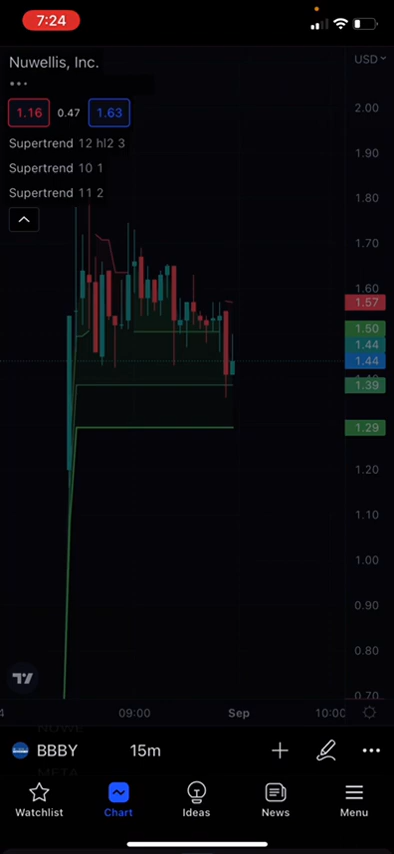 7:24
Nuwellis, Inc.
USD
1.16 0.47 1.63
Supertrend 12 hl2 3
Supertrend 10 1
Supertrend 11 2
2.00
1.90
1.80
1.70
1.60
1.57
1.50
1.44
1.44
1.39
1.29
1.20
1.10
1.00
0.90
0.80
0.70
09:00 Sep 10:00
BBBY 15m
META
Watchlist Chart Ideas News Menu